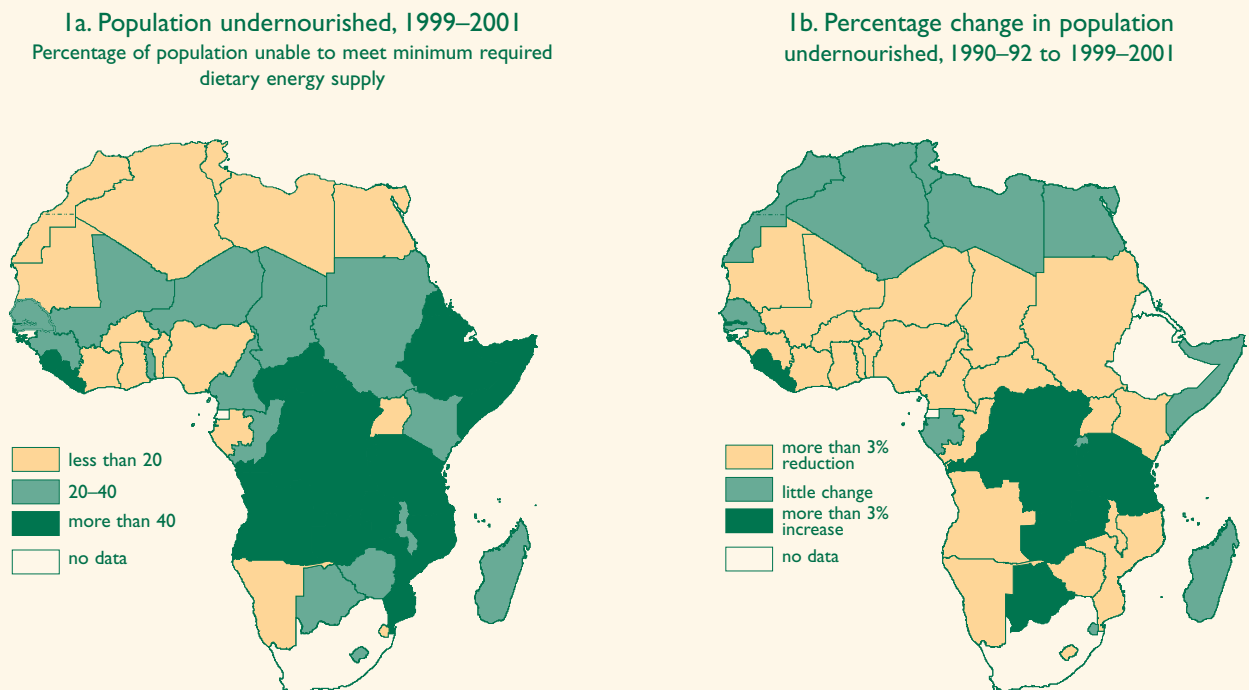 1a. Population undernourished, 1999–2001
Percentage of population unable to meet minimum required
dietary energy supply
less than 20
20–40
more than 40
no data
1b. Percentage change in population
undernourished, 1990–92 to 1999–2001
more than 3%
reduction
little change
more than 3%
increase
no data